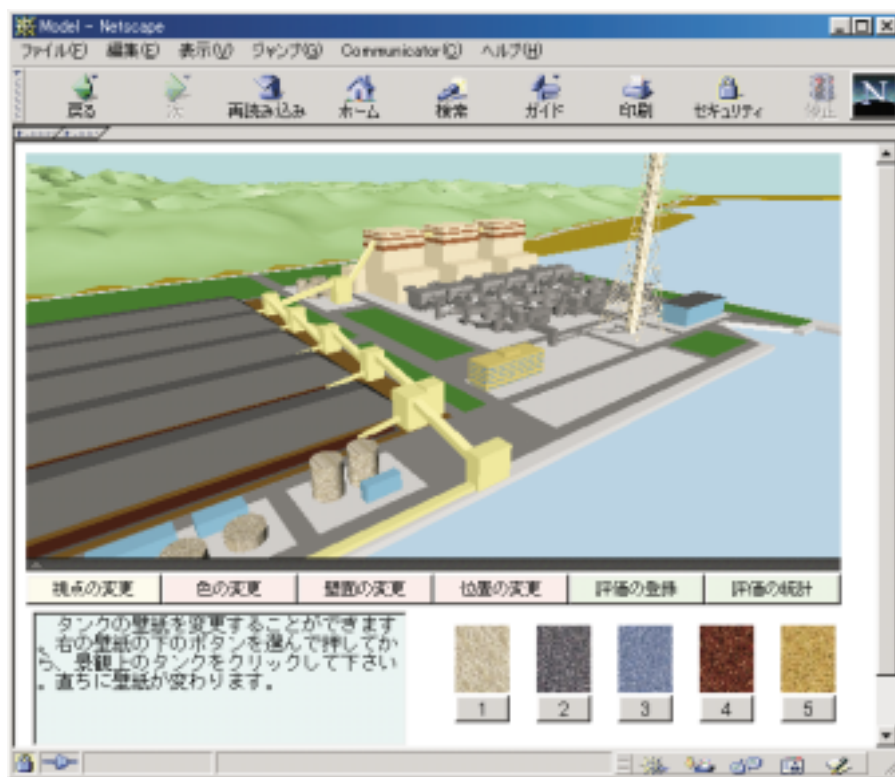 Model - Netscape
ファイル(F) 編集(E) 表示(V) ジャンプ(G) Communicator(C) ヘルプ(H)
戻る 次 再読み込み ホーム 検索 ガイド 印刷 セキュリティ 停止
N
視点の変更 色の変更 壁面の変更 位置の変更 評価の登録 評価の統計
タンクの壁紙を変更することができます
。右の壁紙の下のボタンを選んで押してか
ら、景観上のタンクをクリックして下さい
。直ちに壁紙が変わります。
1 2 3 4 5